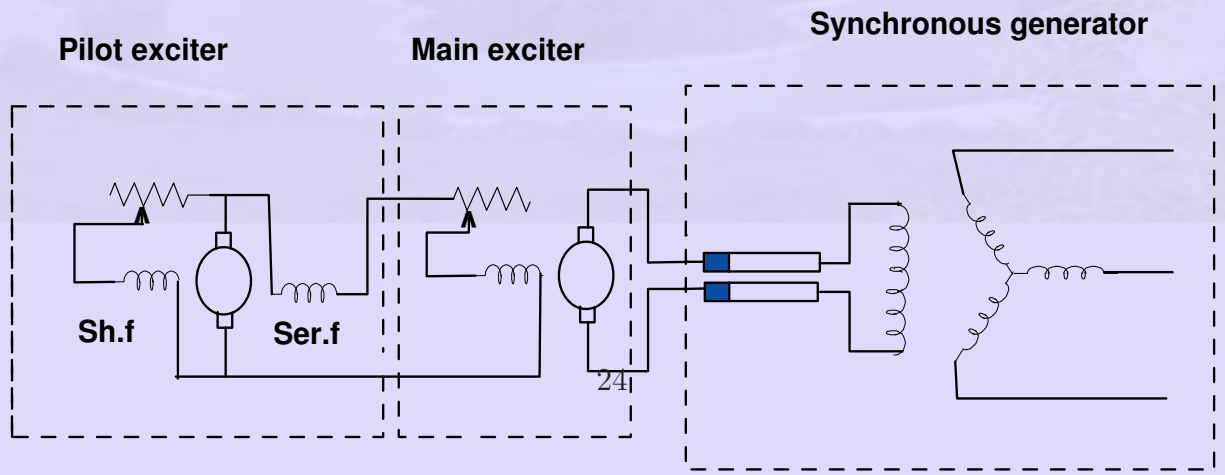 Synchronous generator
Pilot exciter
Main exciter
Sh.f
Ser.f
24